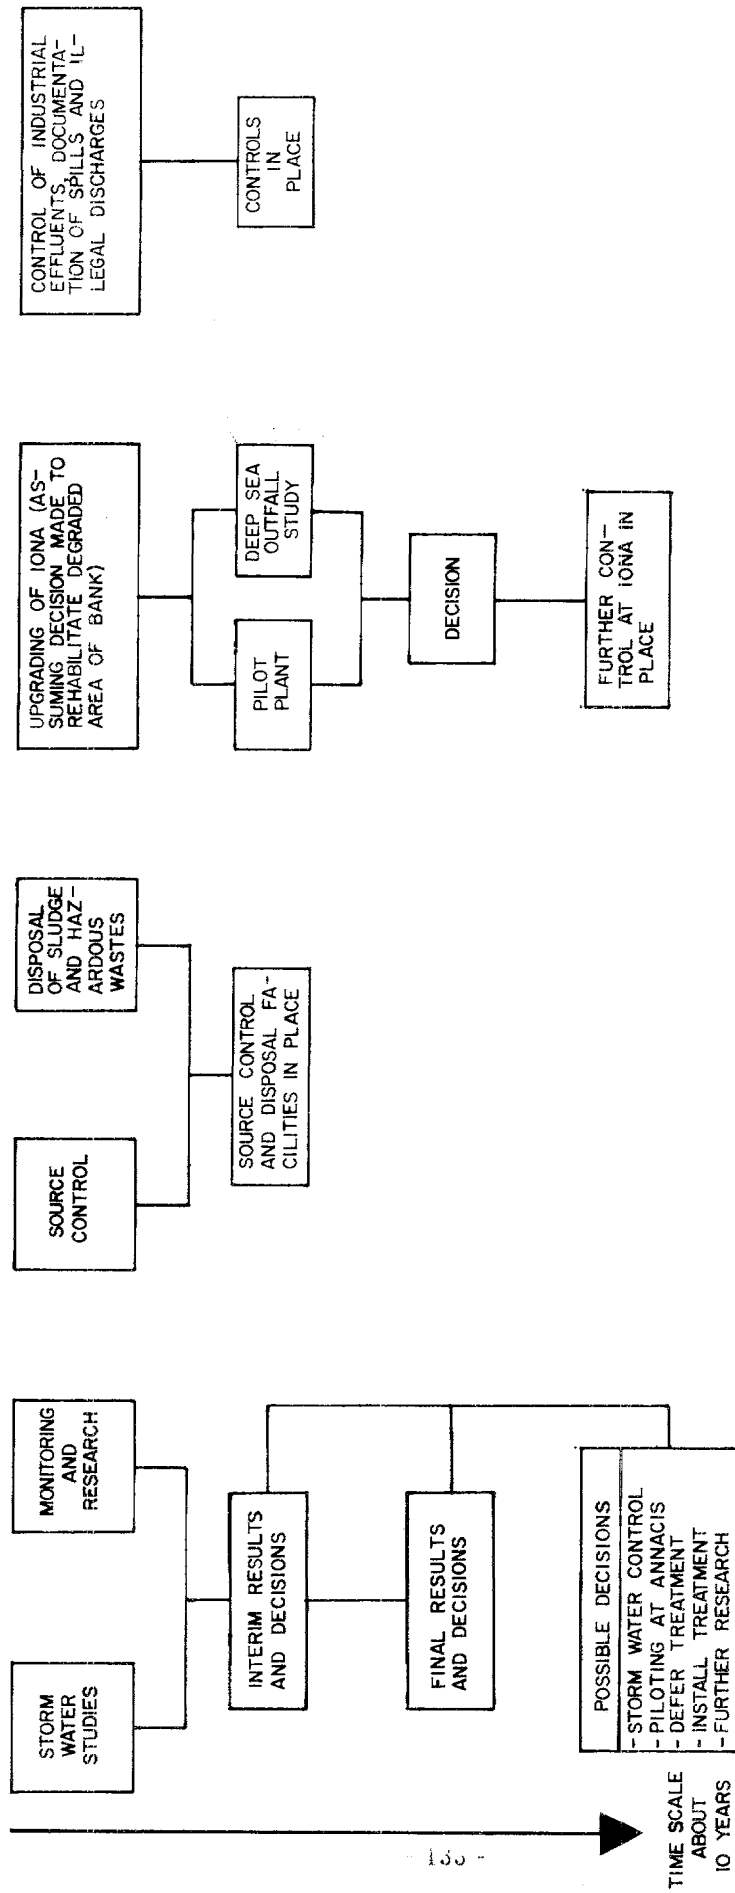 STORM
WATER
STUDIES
MONITORING
AND
RESEARCH
INTERIM RESULTS
AND DECISIONS
FINAL RESULTS
AND DECISIONS
POSSIBLE DECISIONS
- STORM WATER CONTROL
- PILOTING AT ANNACIS
- DEFER TREATMENT
- INSTALL TREATMENT
- FURTHER RESEARCH
TIME SCALE
ABOUT
10 YEARS
SOURCE
CONTROL
DISPOSAL
OF SLUDGE
AND HAZ-
ARDOUS
WASTES
SOURCE CONTROL
AND DISPOSAL FA-
CILITIES IN PLACE
UPGRADING OF IONA (AS-
SUMING DECISION MADE TO
REHABILITATE DEGRADED
AREA OF BANK)
PILOT
PLANT
DEEP SEA
OUTFALL
STUDY
DECISION
FURTHER CON-
TROL AT IONA IN
PLACE
CONTROL OF INDUSTRIAL
EFFLUENTS, DOCUMENTA-
TION OF SPILLS AND IL-
LEGAL DISCHARGES
CONTROLS
IN
PLACE